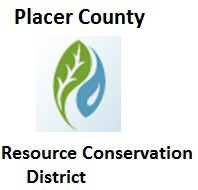 Placer County
Resource Conservation
District